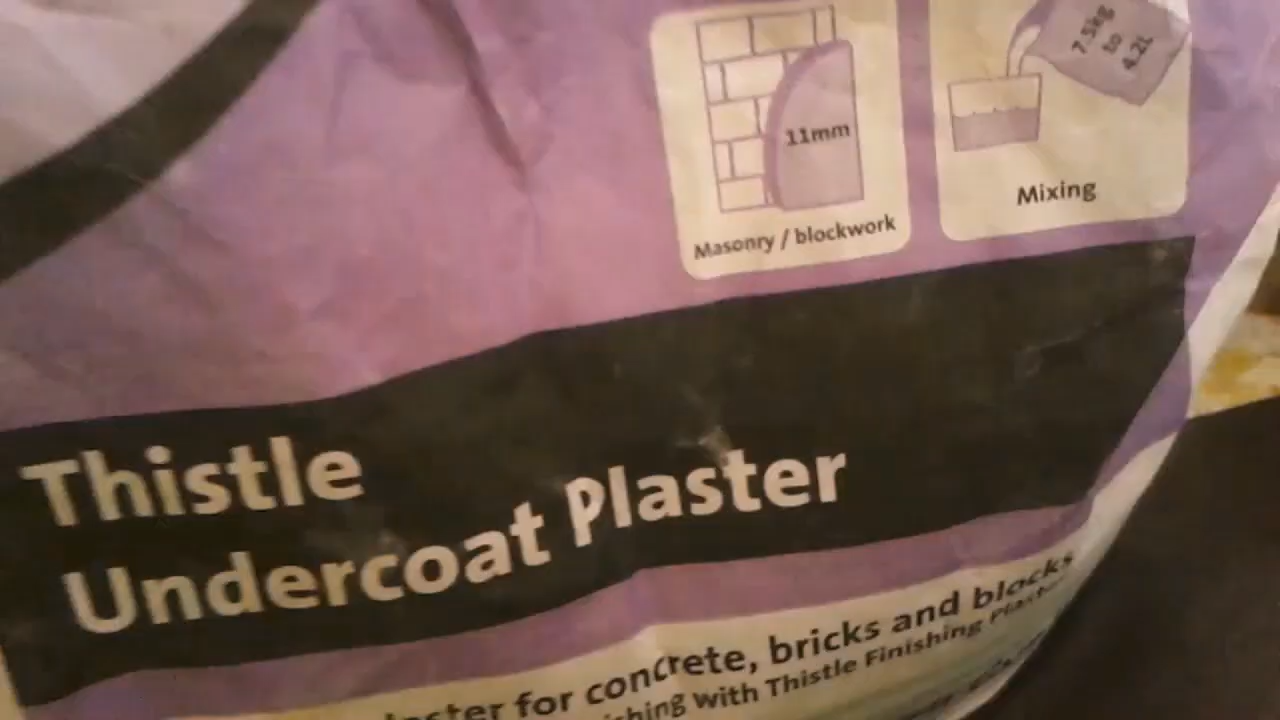 7.5kg
to
4.2L
11mm
Mixing
Masonry / blockwork
Thistle
Undercoat Plaster
for concrete, bricks and blocks
with Thistle Finishing Plaster